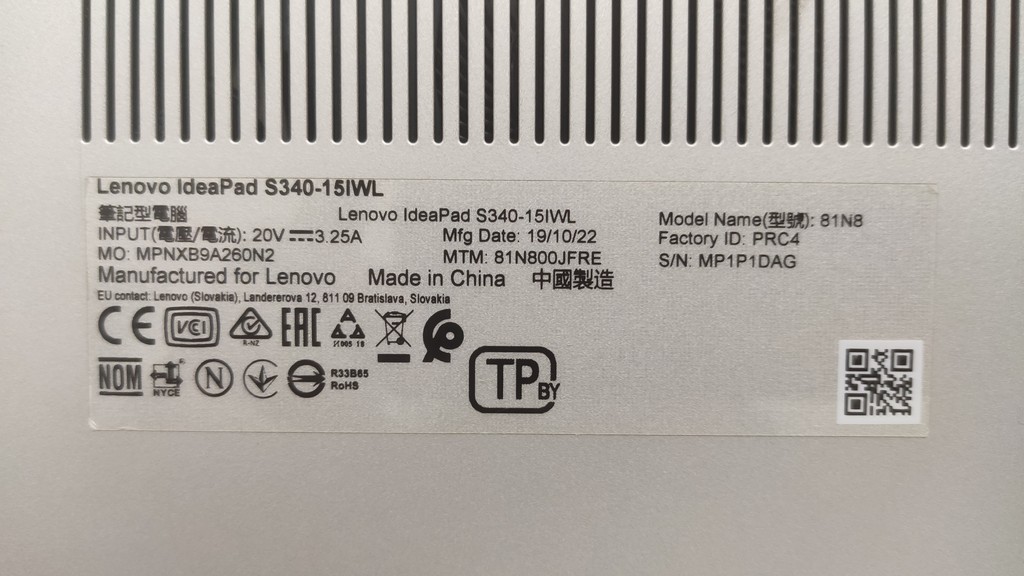 Lenovo IdeaPad S340-15IWL
筆記型電腦 Lenovo IdeaPad S340-15IWL Model Name(型號): 81N8
INPUT(電壓/電流): 20V⎓3.25A Mfg Date: 19/10/22 Factory ID: PRC4
MO: MPNXB9A260N2 MTM: 81N800JFRE S/N: MP1P1DAG
Manufactured for Lenovo Made in China 中國製造
EU contact: Lenovo (Slovakia), Landererova 12, 811 09 Bratislava, Slovakia
CE VCI R-NZ EAC
NOM NYCE N R33B65
RoHS
TP BY